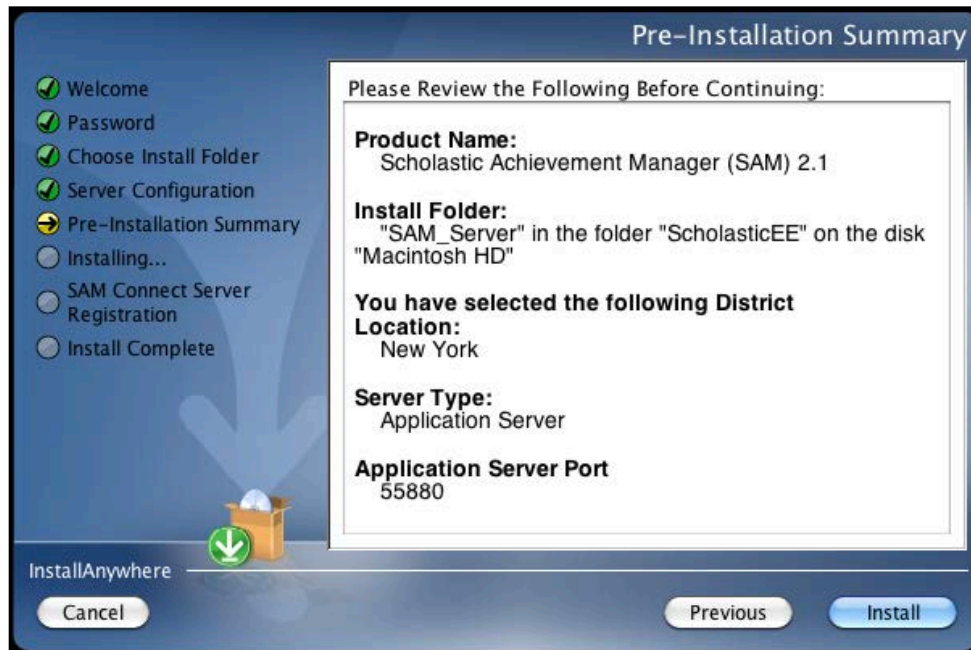 Pre-Installation Summary
Welcome
Password
Choose Install Folder
Server Configuration
Pre-Installation Summary
Installing...
SAM Connect Server
Registration
Install Complete
Please Review the Following Before Continuing:
Product Name:
Scholastic Achievement Manager (SAM) 2.1
Install Folder:
"SAM_Server" in the folder "ScholasticEE" on the disk
"Macintosh HD"
You have selected the following District
Location:
New York
Server Type:
Application Server
Application Server Port
55880
InstallAnywhere
Cancel
Previous
Install